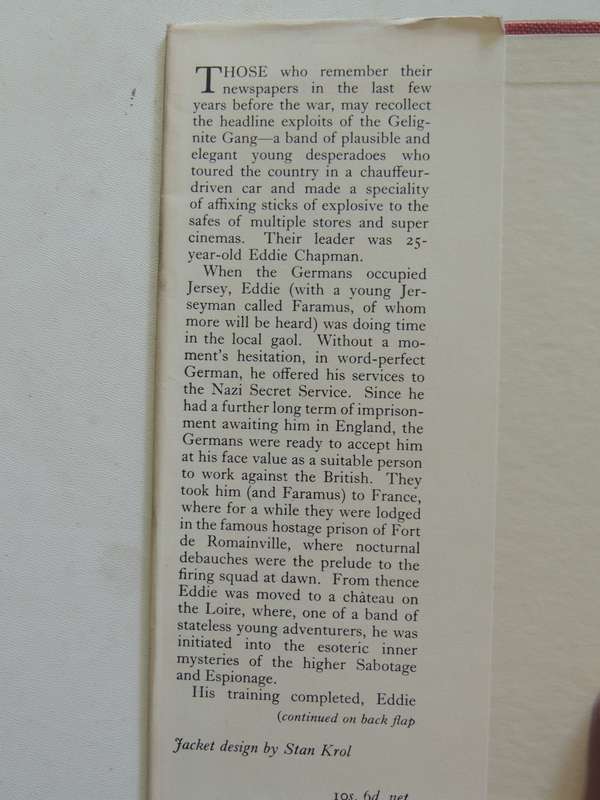 THOSE who remember their
newspapers in the last few
years before the war, may recollect
the headline exploits of the Gelig-
nite Gang—a band of plausible and
elegant young desperadoes who
toured the country in a chauffeur-
driven car and made a speciality
of affixing sticks of explosive to the
safes of multiple stores and super
cinemas. Their leader was 25-
year-old Eddie Chapman.
When the Germans occupied
Jersey, Eddie (with a young Jer-
seyman called Faramus, of whom
more will be heard) was doing time
in the local gaol. Without a mo-
ment's hesitation, in word-perfect
German, he offered his services to
the Nazi Secret Service. Since he
had a further long term of imprison-
ment awaiting him in England, the
Germans were ready to accept him
at his face value as a suitable person
to work against the British. They
took him (and Faramus) to France,
where for a while they were lodged
in the famous hostage prison of Fort
de Romainville, where nocturnal
debauches were the prelude to the
firing squad at dawn. From thence
Eddie was moved to a château on
the Loire, where, one of a band of
stateless young adventurers, he was
initiated into the esoteric inner
mysteries of the higher Sabotage
and Espionage.
His training completed, Eddie
(continued on back flap
Jacket design by Stan Krol
10s. 6d. net